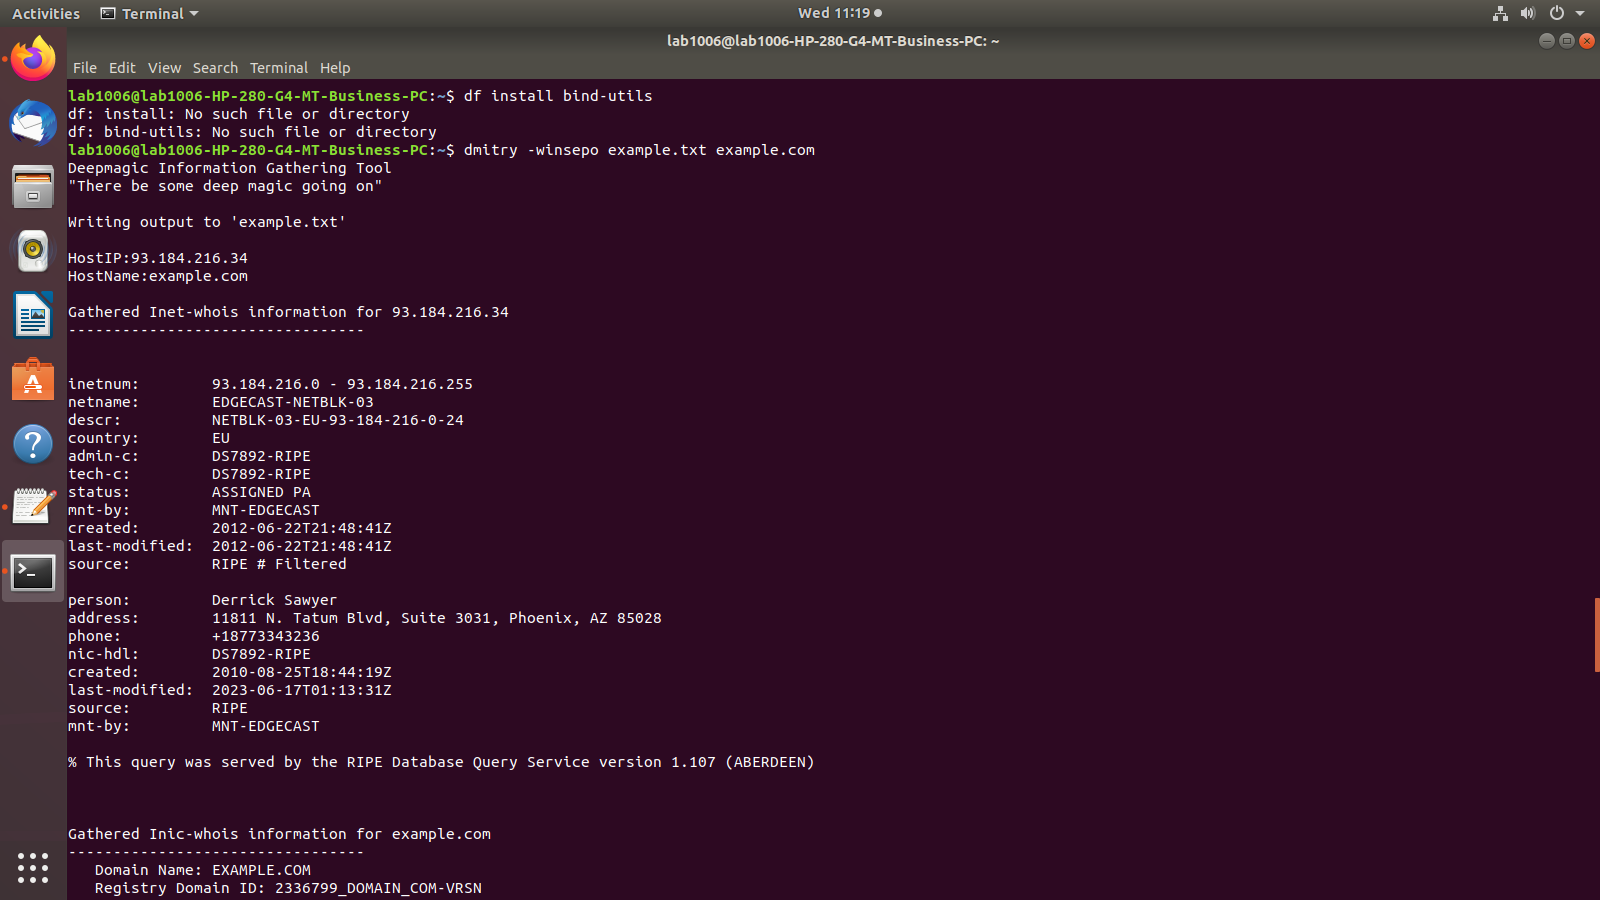 Activities Terminal Wed 11:19
lab1006@lab1006-HP-280-G4-MT-Business-PC: ~
File Edit View Search Terminal Help
lab1006@lab1006-HP-280-G4-MT-Business-PC:~$ df install bind-utils
df: install: No such file or directory
df: bind-utils: No such file or directory
lab1006@lab1006-HP-280-G4-MT-Business-PC:~$ dmitry -winsepo example.txt example.com
Deepmagic Information Gathering Tool
"There be some deep magic going on"
Writing output to 'example.txt'
HostIP:93.184.216.34
HostName:example.com
Gathered Inet-whois information for 93.184.216.34
---------------------------------
inetnum:        93.184.216.0 - 93.184.216.255
netname:        EDGECAST-NETBLK-03
descr:          NETBLK-03-EU-93-184-216-0-24
country:        EU
admin-c:        DS7892-RIPE
tech-c:         DS7892-RIPE
status:         ASSIGNED PA
mnt-by:         MNT-EDGECAST
created:        2012-06-22T21:48:41Z
last-modified:  2012-06-22T21:48:41Z
source:         RIPE # Filtered
person:         Derrick Sawyer
address:        11811 N. Tatum Blvd, Suite 3031, Phoenix, AZ 85028
phone:          +18773343236
nic-hdl:        DS7892-RIPE
created:        2010-08-25T18:44:19Z
last-modified:  2023-06-17T01:13:31Z
source:         RIPE
mnt-by:         MNT-EDGECAST
% This query was served by the RIPE Database Query Service version 1.107 (ABERDEEN)
Gathered Inic-whois information for example.com
---------------------------------
Domain Name: EXAMPLE.COM
Registry Domain ID: 2336799_DOMAIN_COM-VRSN